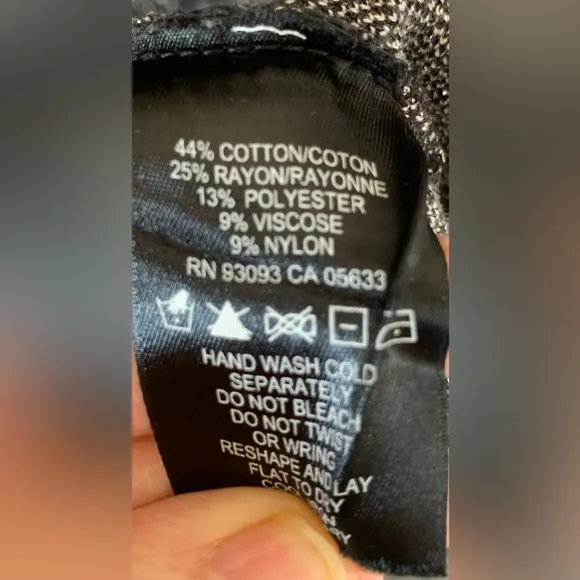 44% COTTON/COTON
25% RAYON/RAYONNE
13% POLYESTER
9% VISCOSE
9% NYLON
RN 93093 CA 05633
HAND WASH COLD
SEPARATELY
DO NOT BLEACH
DO NOT TWIST
OR WRING
RESHAPE AND LAY
FLAT TO DRY